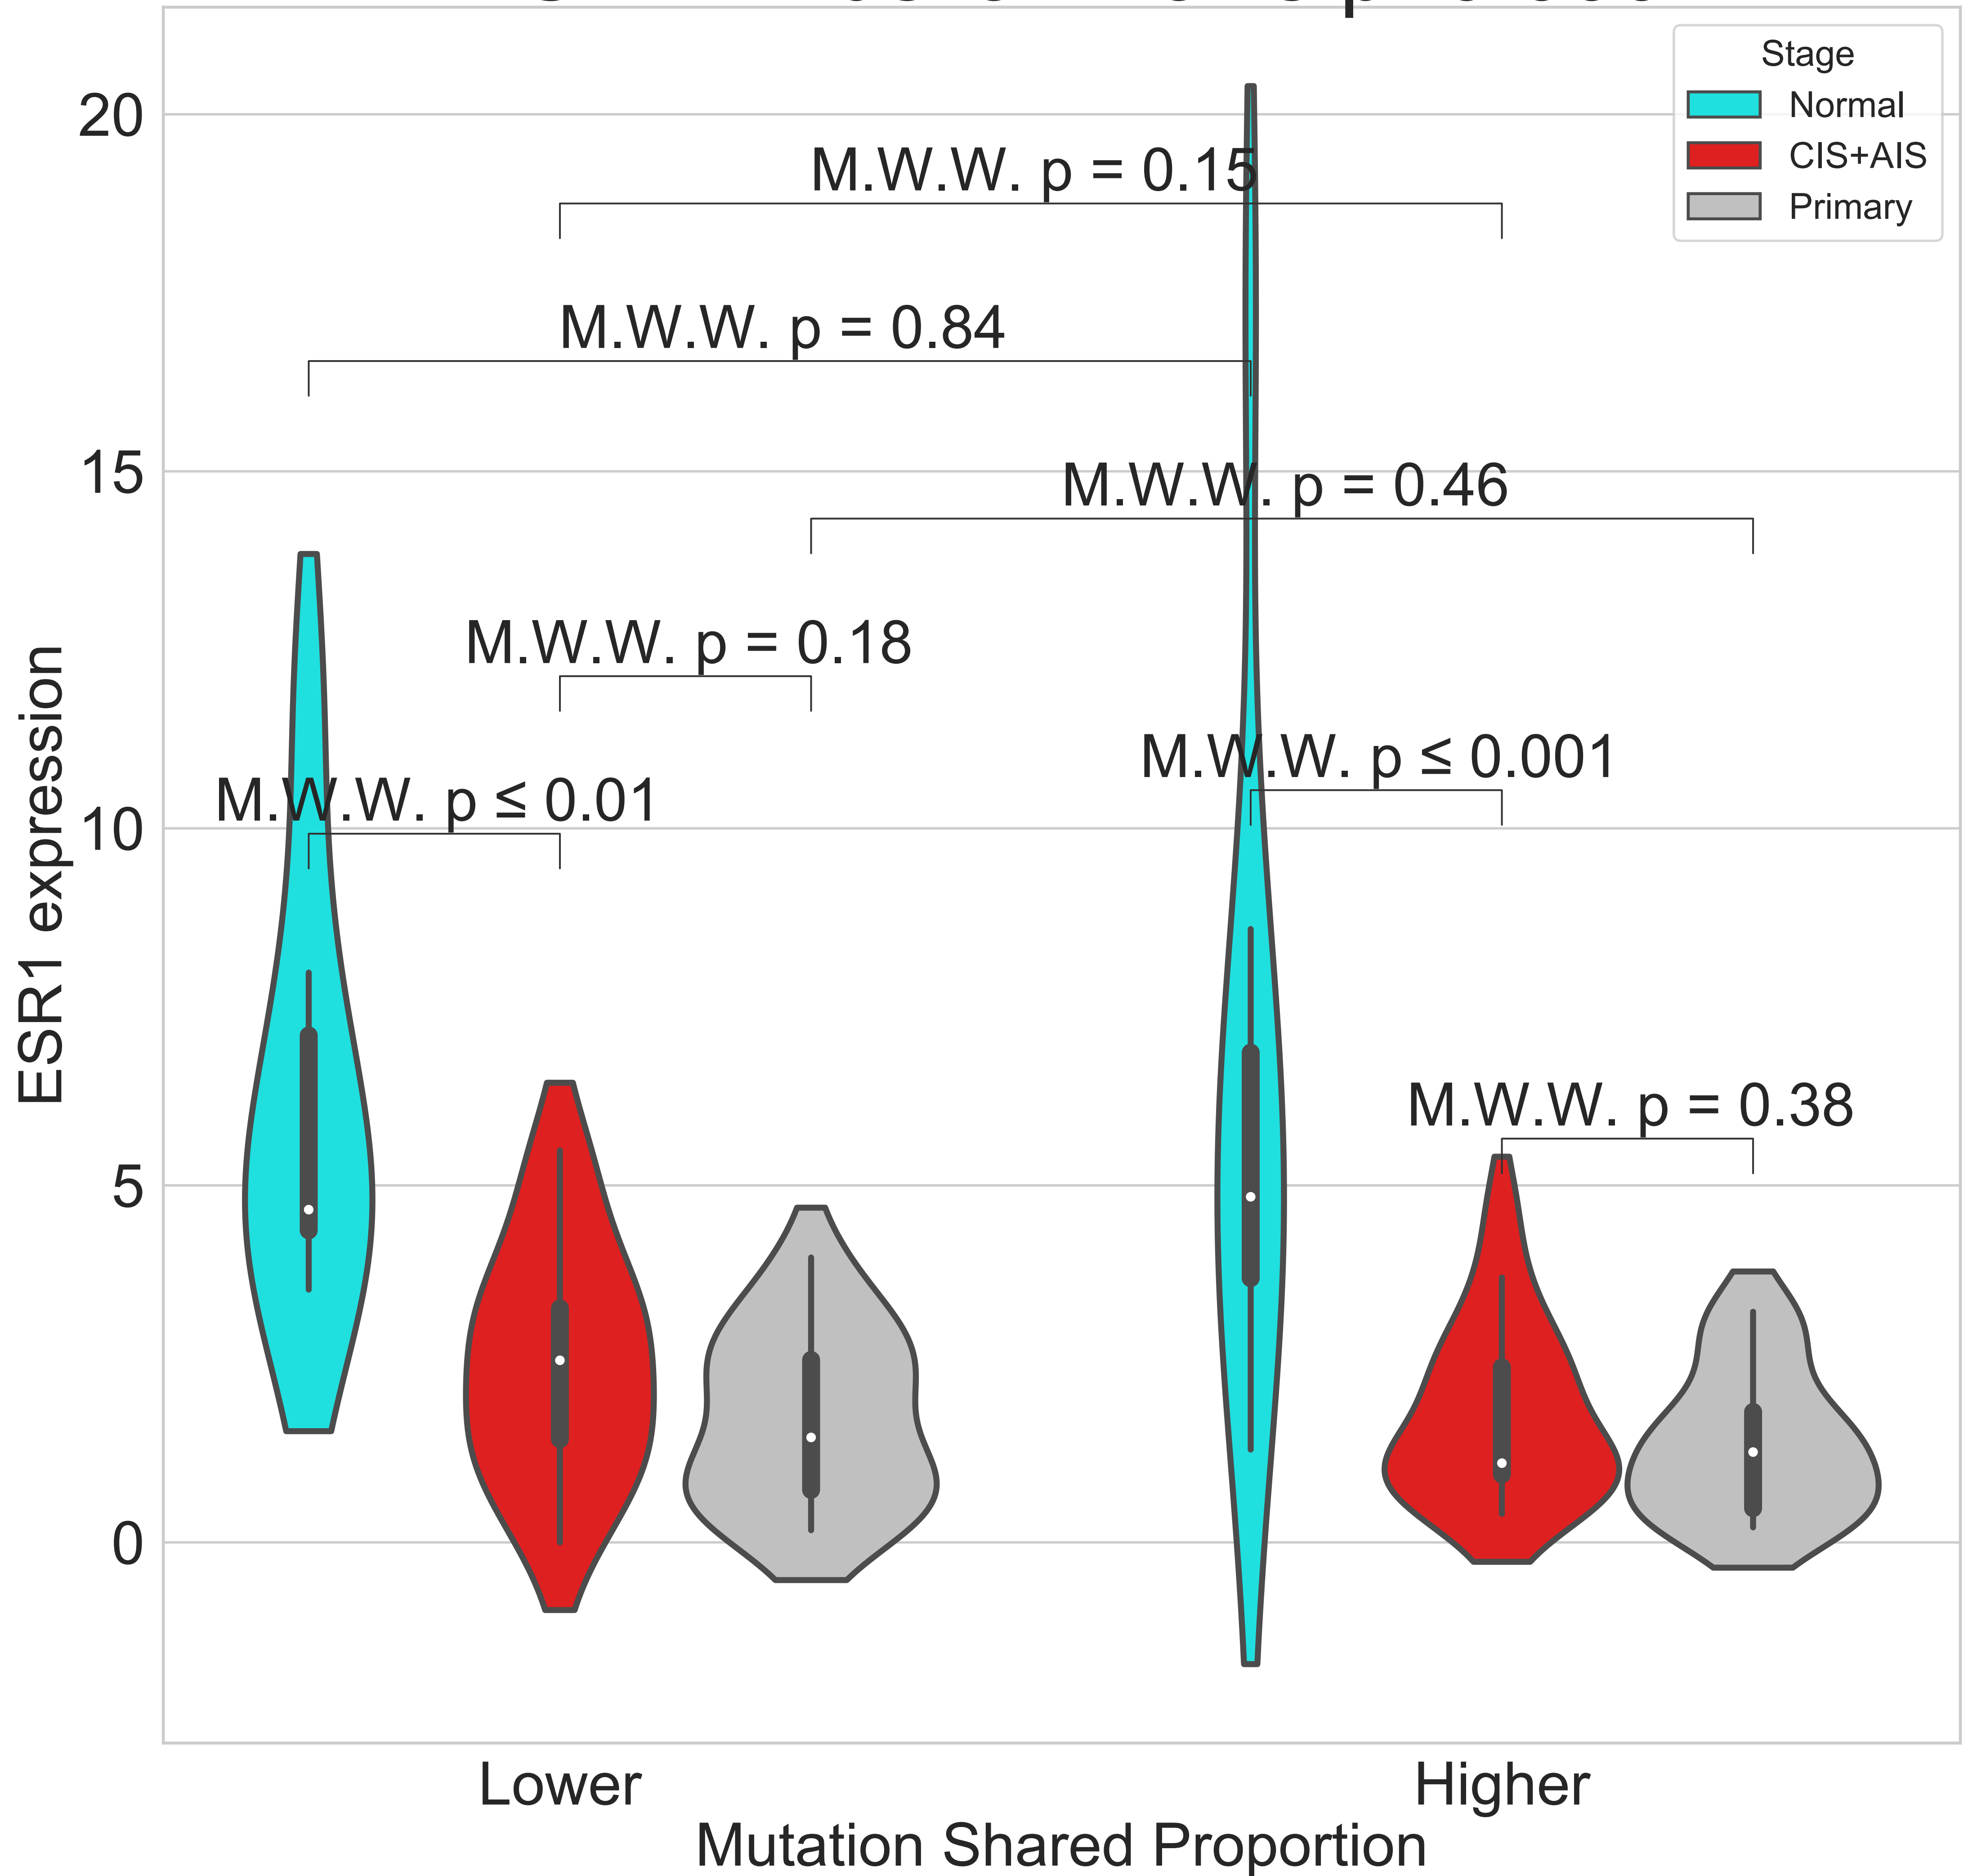 Stage
Normal
CIS+AIS
Primary
20
15
10
5
0
ESR1 expression
M.W.W. p = 0.15
M.W.W. p = 0.84
M.W.W. p = 0.46
M.W.W. p = 0.18
M.W.W. p ≤ 0.001
M.W.W. p ≤ 0.01
M.W.W. p = 0.38
Lower
Higher
Mutation Shared Proportion